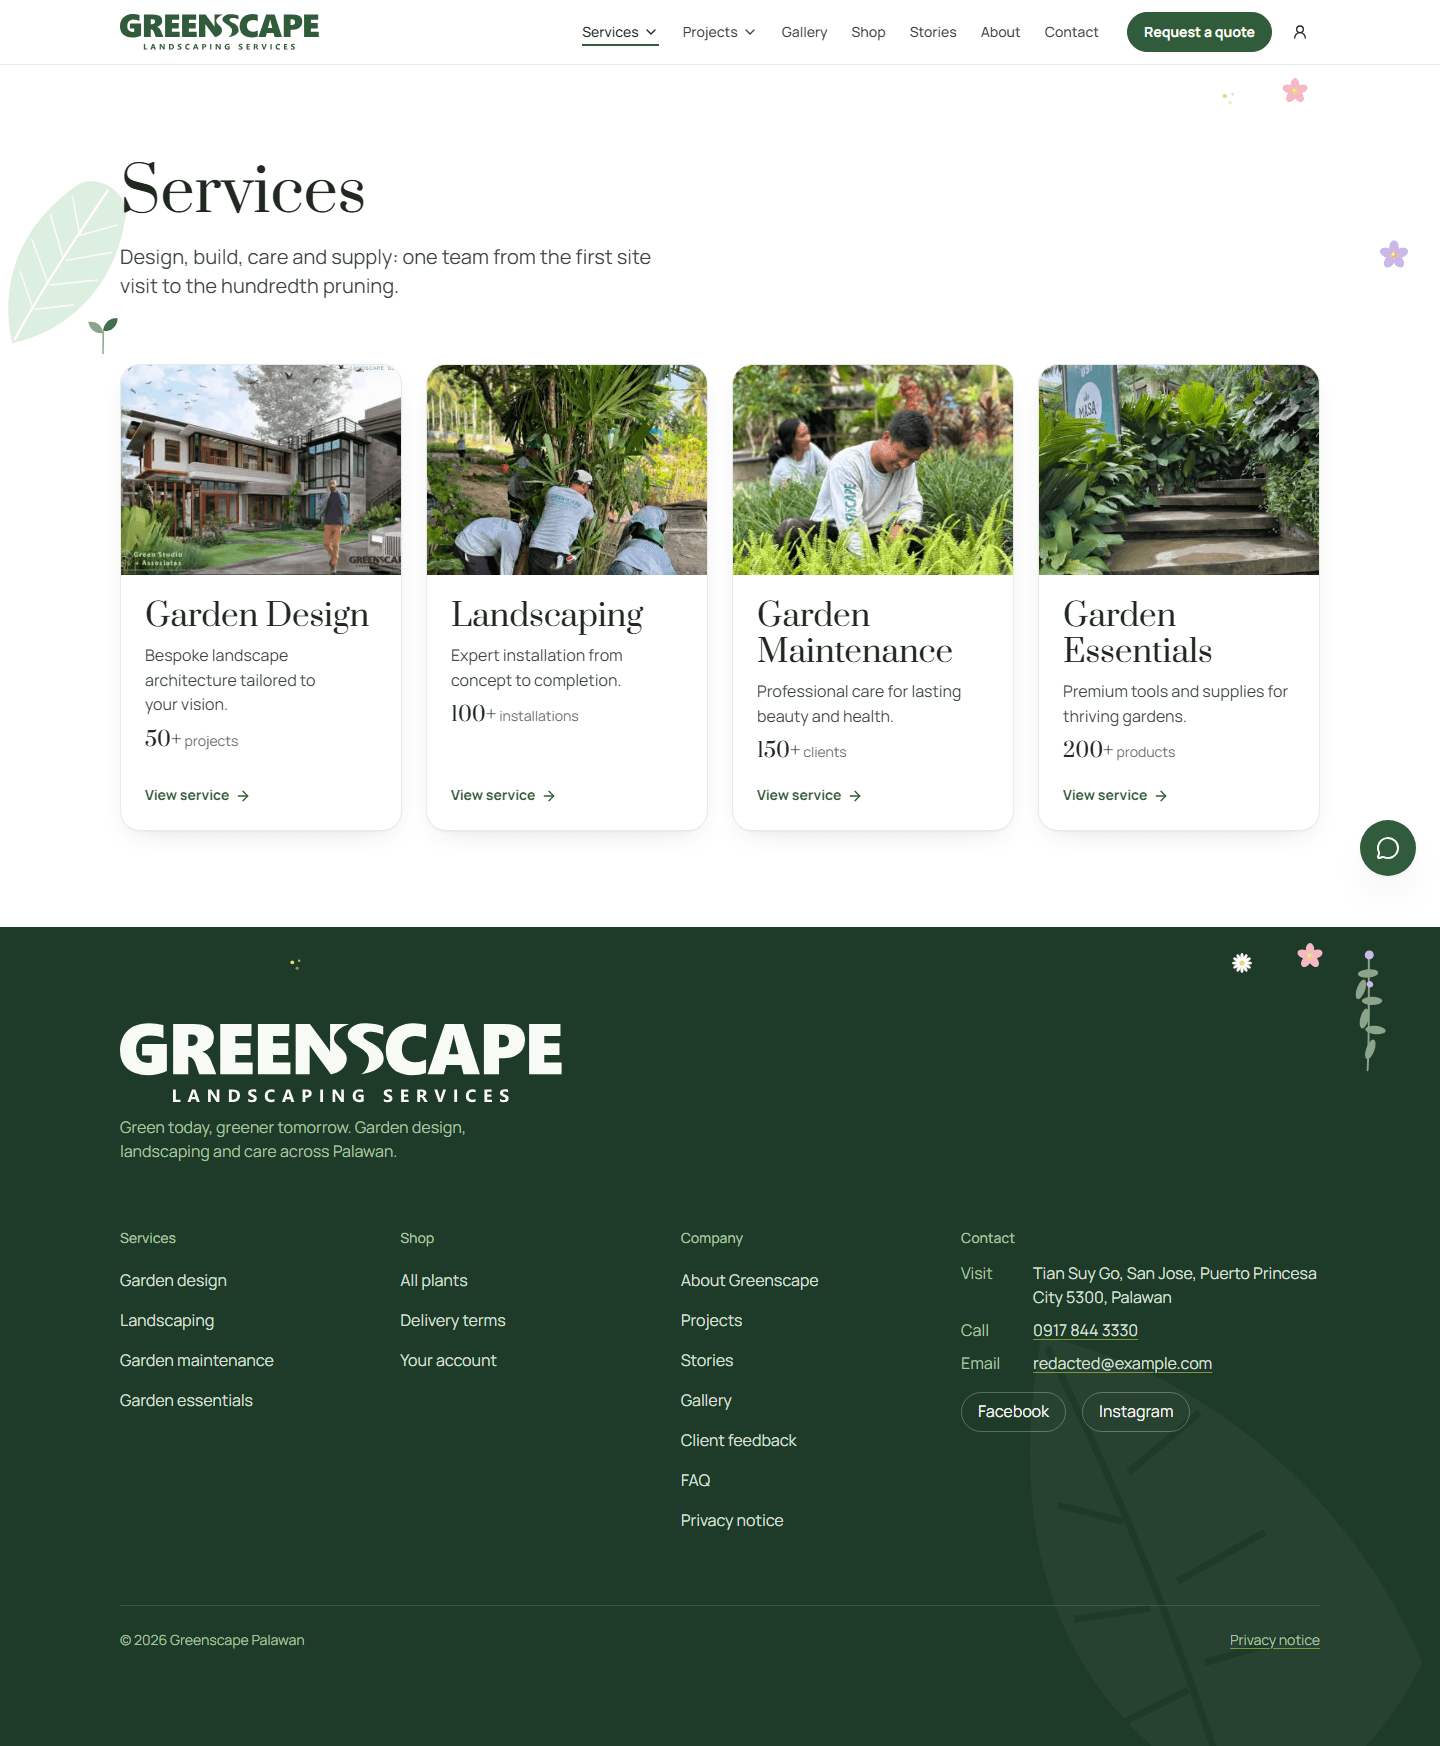 GREENSCAPE
LANDSCAPING SERVICES
Services
Projects
Gallery
Shop
Stories
About
Contact
Request a quote
Services
Design, build, care and supply: one team from the first site
visit to the hundredth pruning.
Green Studio
+ Associates
MASA
Garden Design
Bespoke landscape
architecture tailored to
your vision.
50+ projects
View service
Landscaping
Expert installation from
concept to completion.
100+ installations
View service
Garden
Maintenance
Professional care for lasting
beauty and health.
150+ clients
View service
Garden
Essentials
Premium tools and supplies for
thriving gardens.
200+ products
View service
GREENSCAPE
LANDSCAPING SERVICES
Green today, greener tomorrow. Garden design,
landscaping and care across Palawan.
Services
Garden design
Landscaping
Garden maintenance
Garden essentials
Shop
All plants
Delivery terms
Your account
Company
About Greenscape
Projects
Stories
Gallery
Client feedback
FAQ
Privacy notice
Contact
Visit
Tian Suy Go, San Jose, Puerto Princesa
City 5300, Palawan
Call
0917 844 3330
Email
redacted@example.com
Facebook
Instagram
© 2026 Greenscape Palawan
Privacy notice